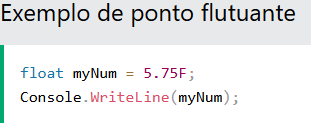 Exemplo de ponto flutuante
float myNum = 5.75F;
Console.WriteLine(myNum);